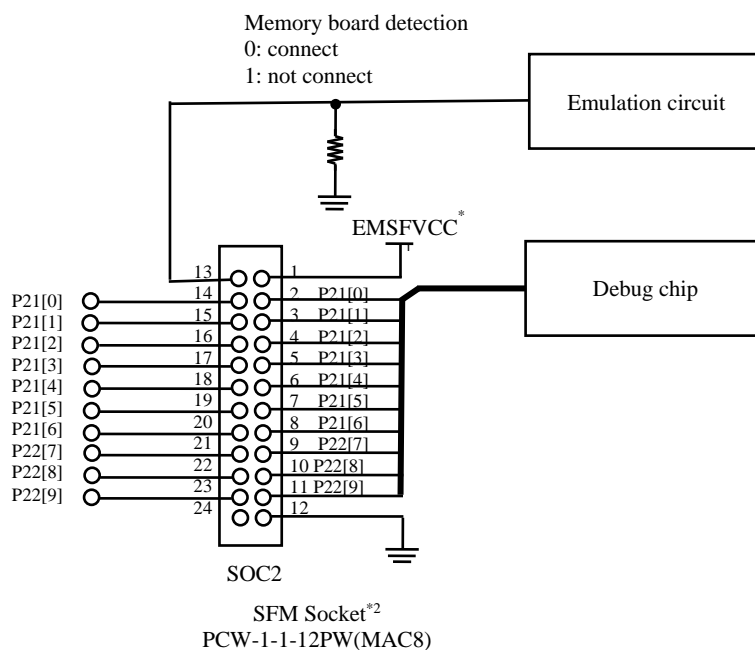 Memory board detection
0: connect
1: not connect
Emulation circuit
EMSFVCC*
Debug chip
13 1
P21[0] 14 2 P21[0]
P21[1] 15 3 P21[1]
P21[2] 16 4 P21[2]
P21[3] 17 5 P21[3]
P21[4] 18 6 P21[4]
P21[5] 19 7 P21[5]
P21[6] 20 8 P21[6]
P22[7] 21 9 P22[7]
P22[8] 22 10 P22[8]
P22[9] 23 11 P22[9]
24 12
SOC2
SFM Socket*2
PCW-1-1-12PW(MAC8)